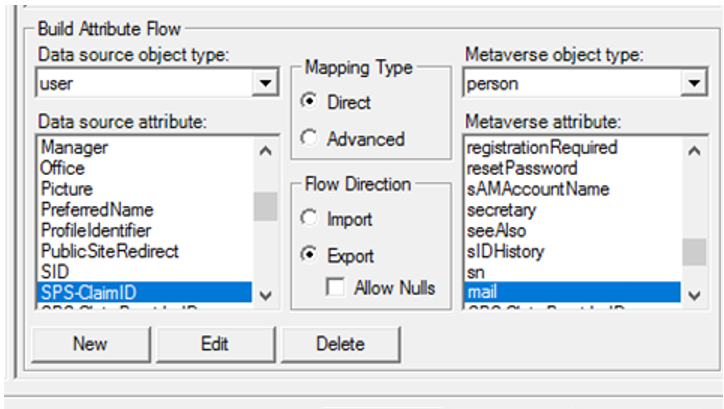 Build Attribute Flow
Data source object type:
user
Data source attribute:
Manager
Office
Picture
PreferredName
ProfileIdentifier
PublicSiteRedirect
SID
SPS-ClaimID
Mapping Type
Direct
Advanced
Flow Direction
Import
Export
Allow Nulls
Metaverse object type:
person
Metaverse attribute:
registrationRequired
resetPassword
sAMAccountName
secretary
seeAlso
sIDHistory
sn
mail
New
Edit
Delete